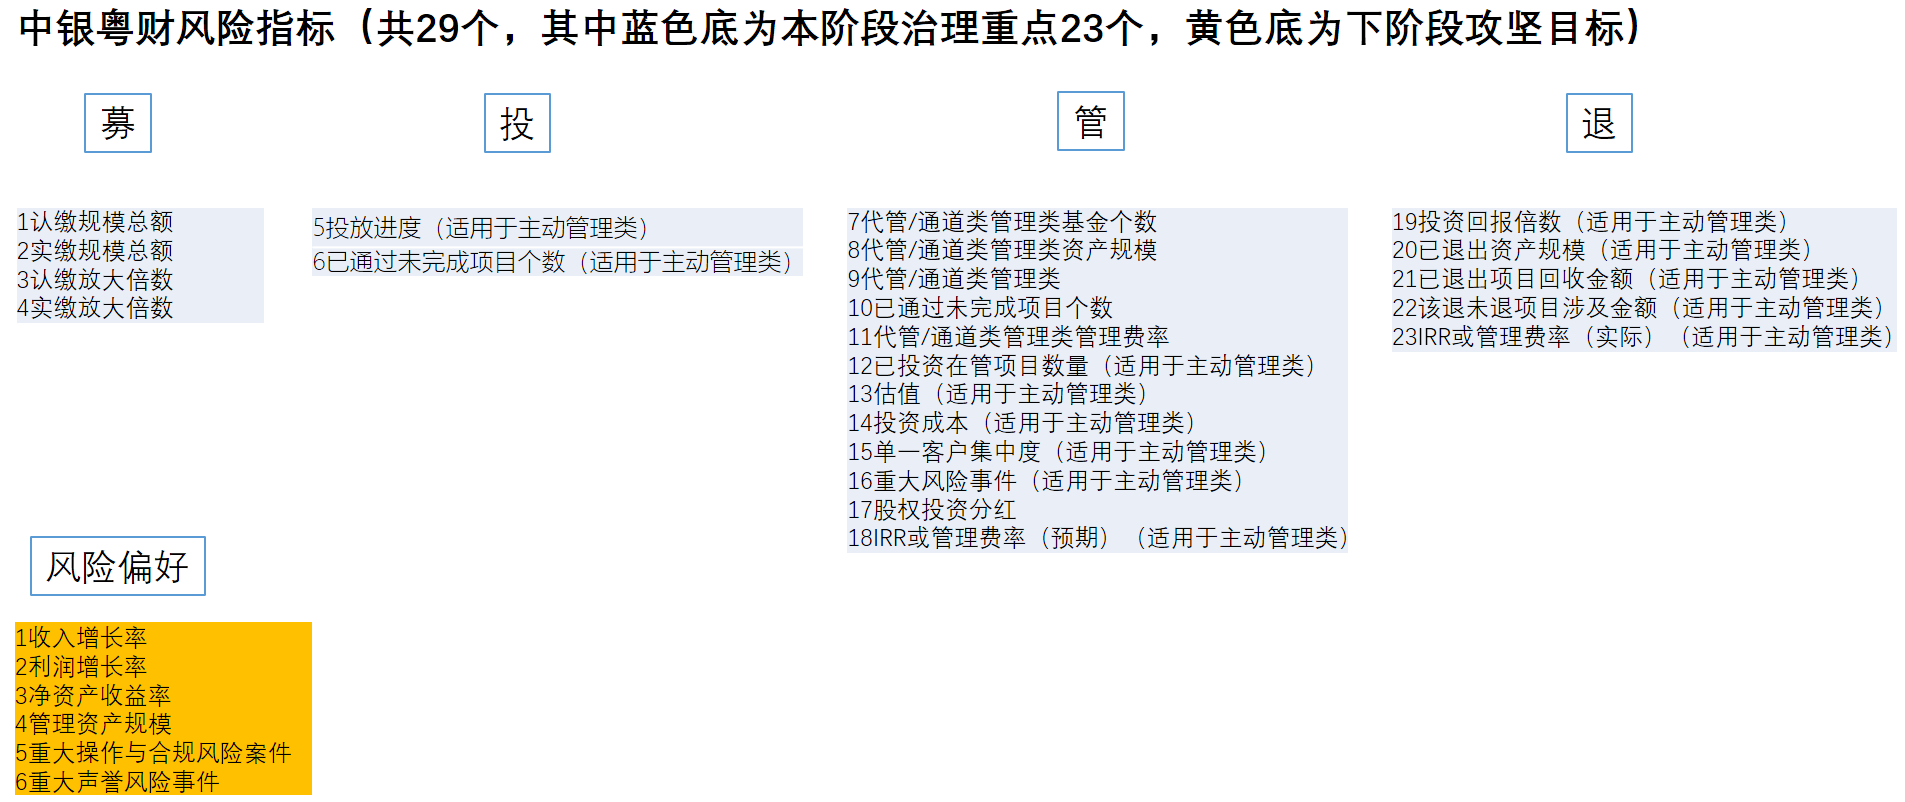 中银粤财风险指标（共29个，其中蓝色底为本阶段治理重点23个，黄色底为下阶段攻坚目标）
募
投
管
退
1认缴规模总额
2实缴规模总额
3认缴放大倍数
4实缴放大倍数
5投放进度（适用于主动管理类）
6已通过未完成项目个数（适用于主动管理类）
7代管/通道类管理类基金个数
8代管/通道类管理类资产规模
9代管/通道类管理类
10已通过未完成项目个数
11代管/通道类管理类管理费率
12已投资在管项目数量（适用于主动管理类）
13估值（适用于主动管理类）
14投资成本（适用于主动管理类）
15单一客户集中度（适用于主动管理类）
16重大风险事件（适用于主动管理类）
17股权投资分红
18IRR或管理费率（预期）（适用于主动管理类）
19投资回报倍数（适用于主动管理类）
20已退出资产规模（适用于主动管理类）
21已退出项目回收金额（适用于主动管理类）
22该退未退项目涉及金额（适用于主动管理类）
23IRR或管理费率（实际）（适用于主动管理类）
风险偏好
1收入增长率
2利润增长率
3净资产收益率
4管理资产规模
5重大操作与合规风险案件
6重大声誉风险事件